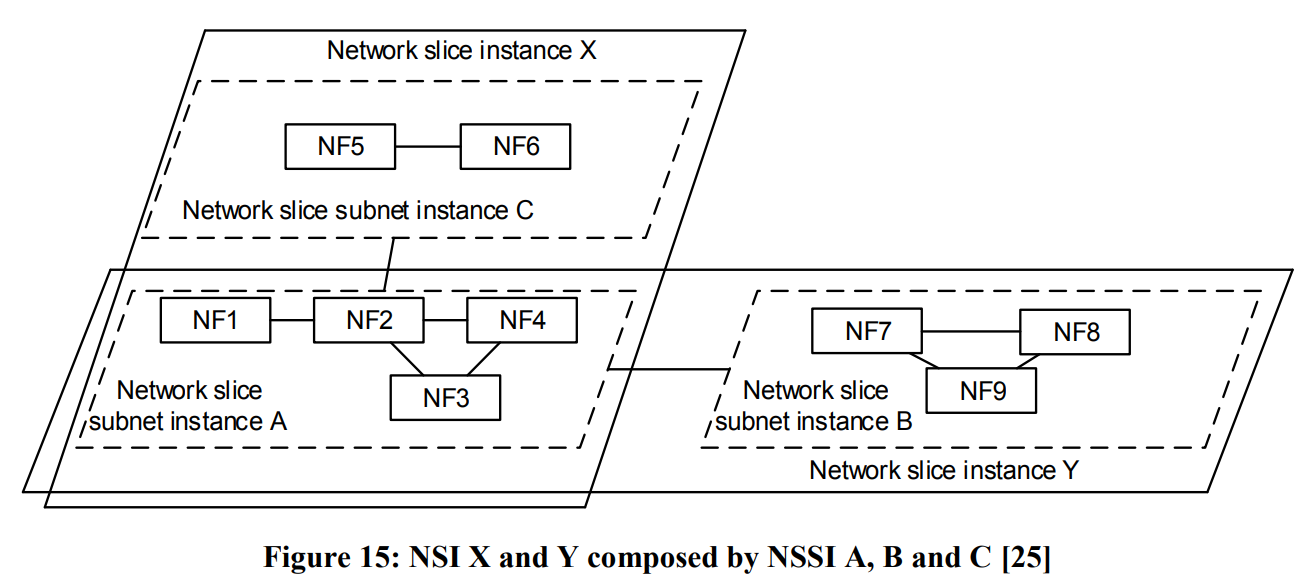 Network slice instance X
NF5
NF6
Network slice subnet instance C
NF1
NF2
NF4
NF3
Network slice
subnet instance A
NF7
NF8
NF9
Network slice
subnet instance B
Network slice instance Y
Figure 15: NSI X and Y composed by NSSI A, B and C [25]